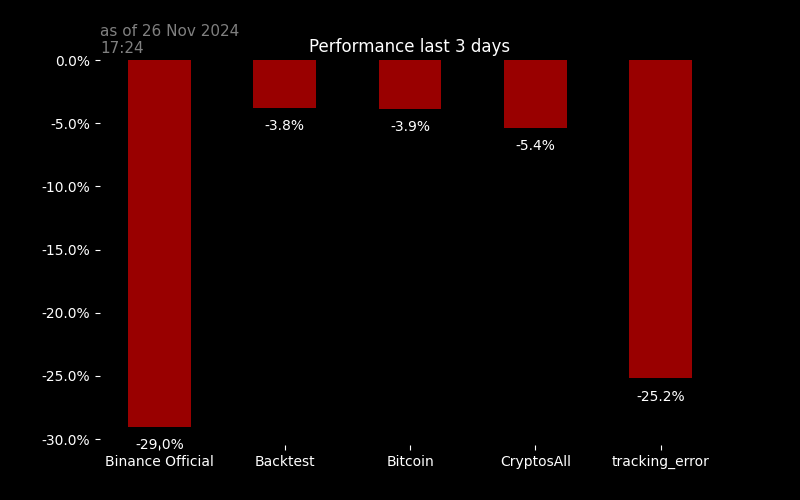 as of 26 Nov 2024
17:24
Performance last 3 days
0.0%
-5.0%
-10.0%
-15.0%
-20.0%
-25.0%
-30.0%
-29.0%
-3.8%
-3.9%
-5.4%
-25.2%
Binance Official
Backtest
Bitcoin
CryptosAll
tracking_error